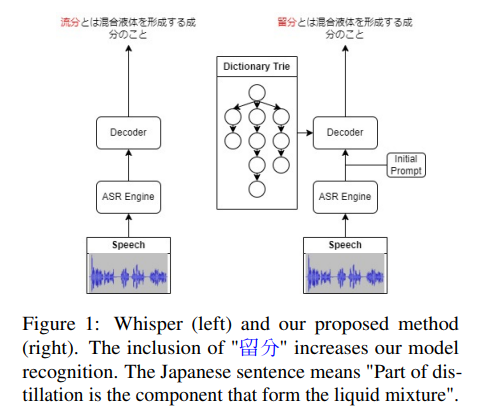 流分とは混合液体を形成する成
分のこと
留分とは混合液体を形成する成
分のこと
Dictionary Trie
Decoder
Decoder
Initial
Prompt
ASR Engine
ASR Engine
Speech
Speech
Figure 1: Whisper (left) and our proposed method
(right). The inclusion of "留分" increases our model
recognition. The Japanese sentence means "Part of dis-
tillation is the component that form the liquid mixture".